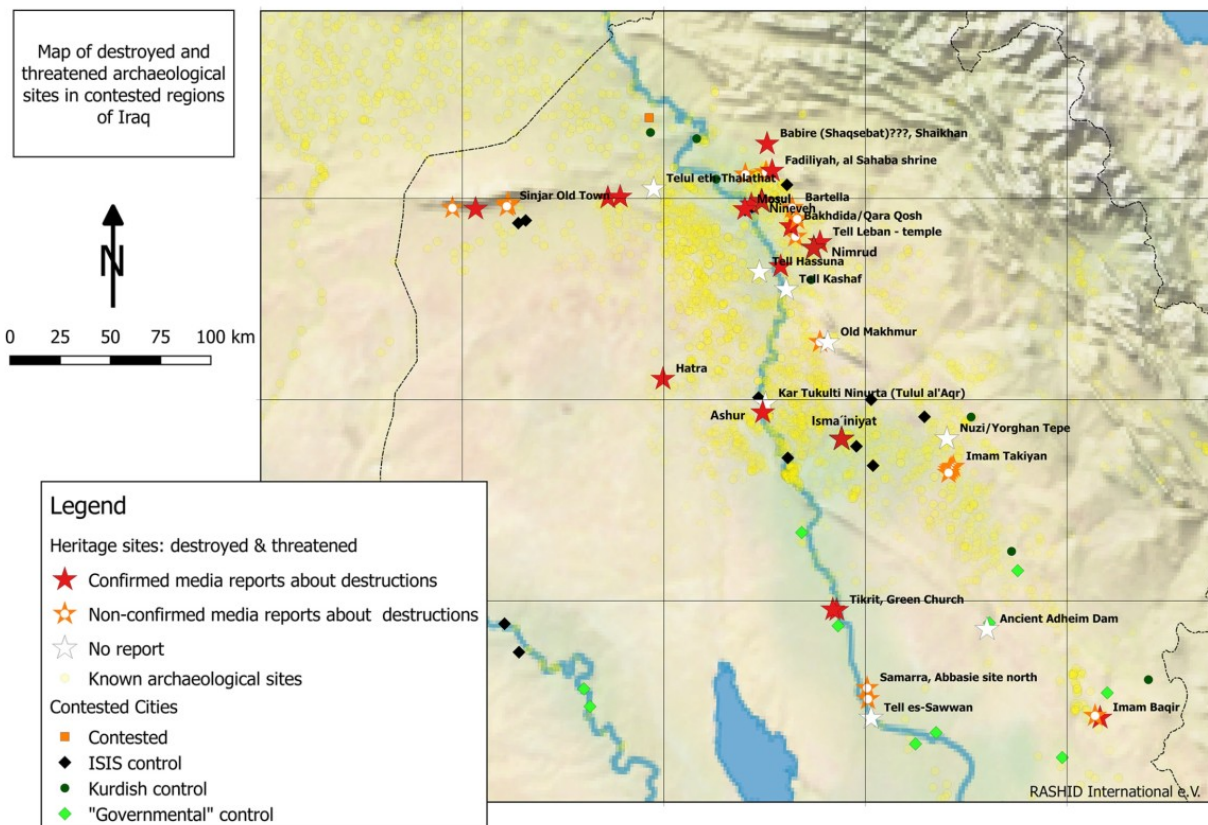 Map of destroyed and
threatened archaeological
sites in contested regions
of Iraq
N
0 25 50 75 100 km
Babire (Shaqsebat)???, Shaikhan
Fadiliyah, al Sahaba shrine
Telul eth Thalathat
Sinjar Old Town
Mosul
Bartella
Nineveh
Bakhdida/Qara Qosh
Tell Leban - temple
Nimrud
Tell Hassuna
Tell Kashaf
Old Makhmur
Hatra
Kar Tukulti Ninurta (Tulul al'Aqr)
Ashur
Isma´iniyat
Nuzi/Yorghan Tepe
Imam Takiyan
Tikrit, Green Church
Ancient Adheim Dam
Samarra, Abbasie site north
Tell es-Sawwan
Imam Baqir
RASHID International e.V.
Legend
Heritage sites: destroyed & threatened
Confirmed media reports about destructions
Non-confirmed media reports about destructions
No report
Known archaeological sites
Contested Cities
Contested
ISIS control
Kurdish control
"Governmental" control